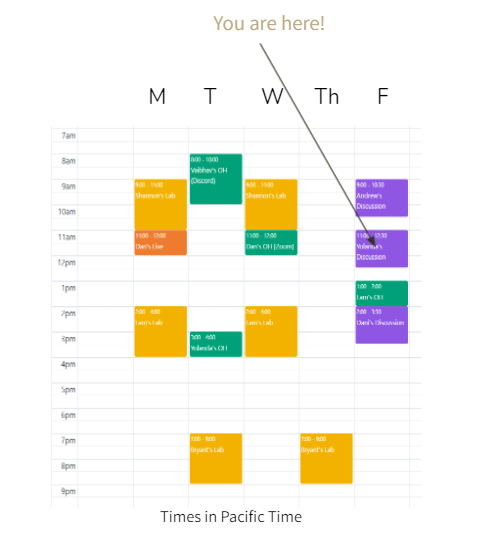 You are here!
M T W Th F
7am
8am
9am
10am
11am
12pm
1pm
2pm
3pm
4pm
5pm
6pm
7pm
8pm
9pm
9:00 - 11:00
Shannon's Lab
11:00 - 12:00
Dan's Live
2:00 - 4:00
Lam's Lab
8:00 - 10:00
Vaibhav's OH
(Discord)
3:00 - 4:00
Yolanda's OH
7:00 - 9:00
Bryant's Lab
9:00 - 11:00
Shannon's Lab
11:00 - 12:00
Dan's OH (Zoom)
2:00 - 4:00
Lam's Lab
7:00 - 9:00
Bryant's Lab
9:00 - 10:30
Andrew's
Discussion
11:00 - 12:30
Yolanda's
Discussion
1:00 - 2:00
Lam's OH
2:00 - 3:30
Discussion
Times in Pacific Time